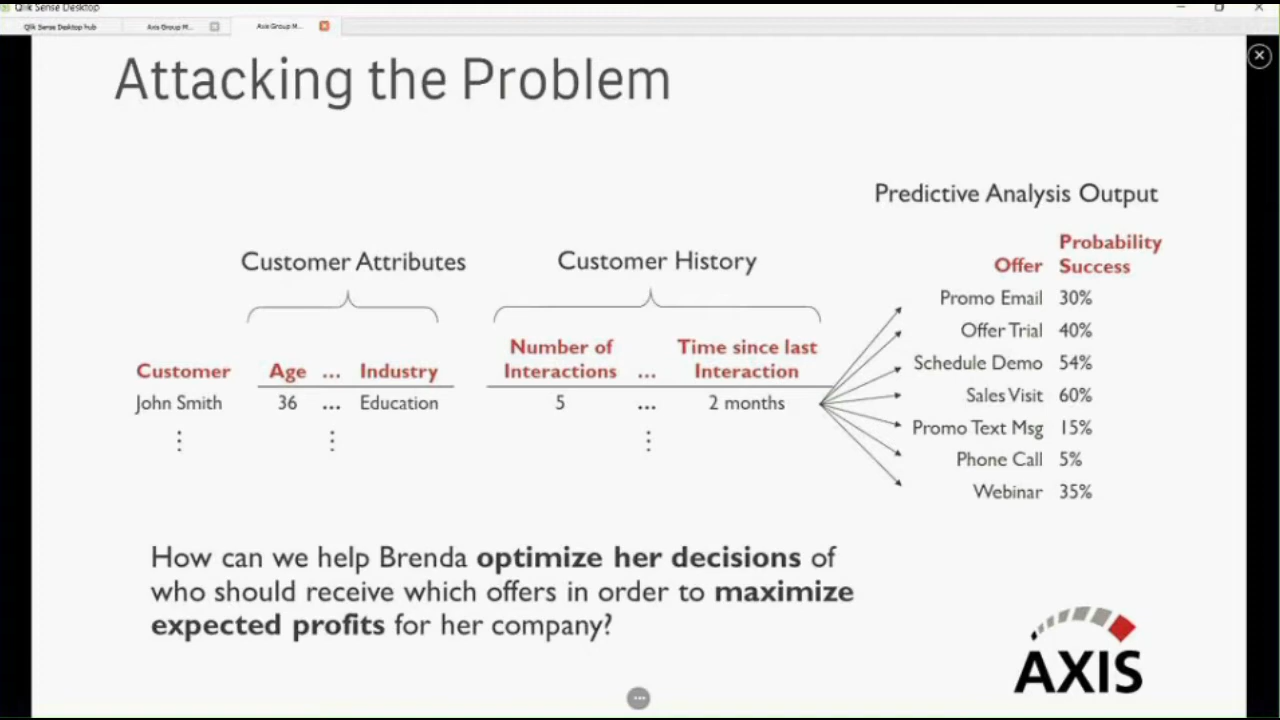 Qlik Sense Desktop
Qlik Sense Desktop hub
Axis Group M...
Axis Group M...
Attacking the Problem
Predictive Analysis Output
Customer Attributes
Customer History
Probability
Offer Success
Number of
Interactions
Time since last
Interaction
Customer Age ... Industry ...
John Smith 36 ... Education 5 ... 2 months
Promo Email 30%
Offer Trial 40%
Schedule Demo 54%
Sales Visit 60%
Promo Text Msg 15%
Phone Call 5%
Webinar 35%
How can we help Brenda optimize her decisions of
who should receive which offers in order to maximize
expected profits for her company?
AXIS